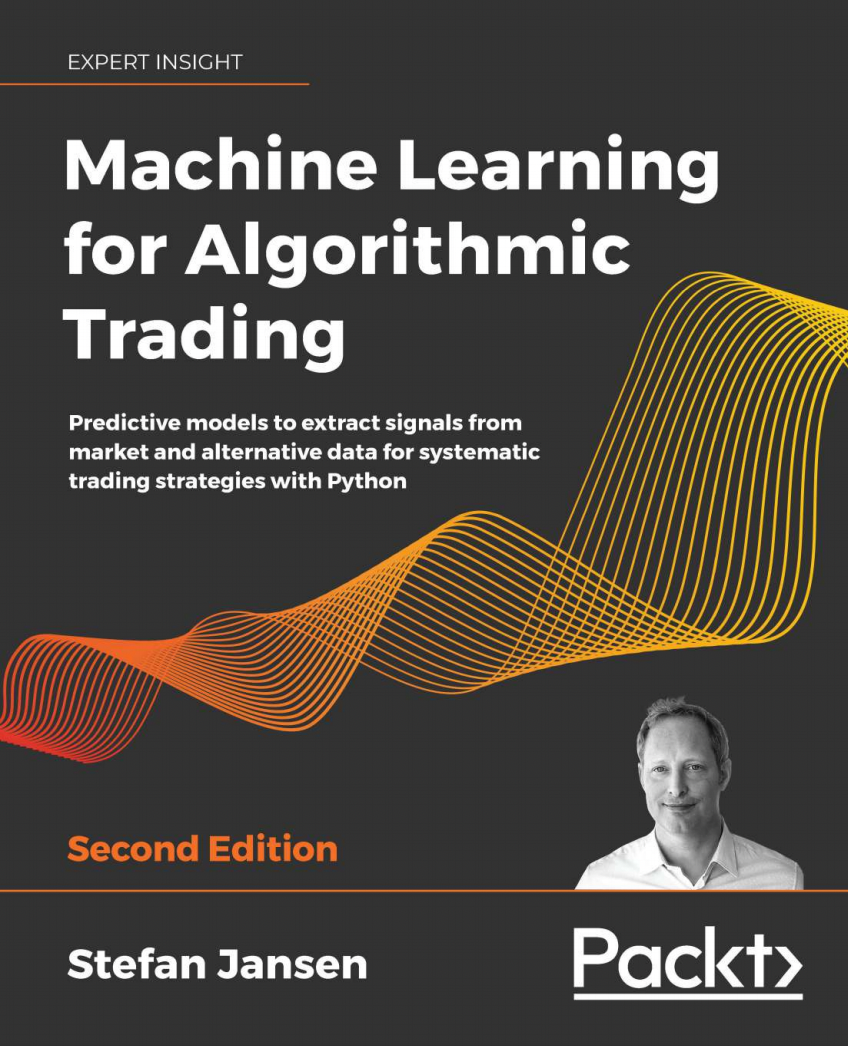 EXPERT INSIGHT
Machine Learning
for Algorithmic
Trading
Predictive models to extract signals from
market and alternative data for systematic
trading strategies with Python
Second Edition
Stefan Jansen
Packt>